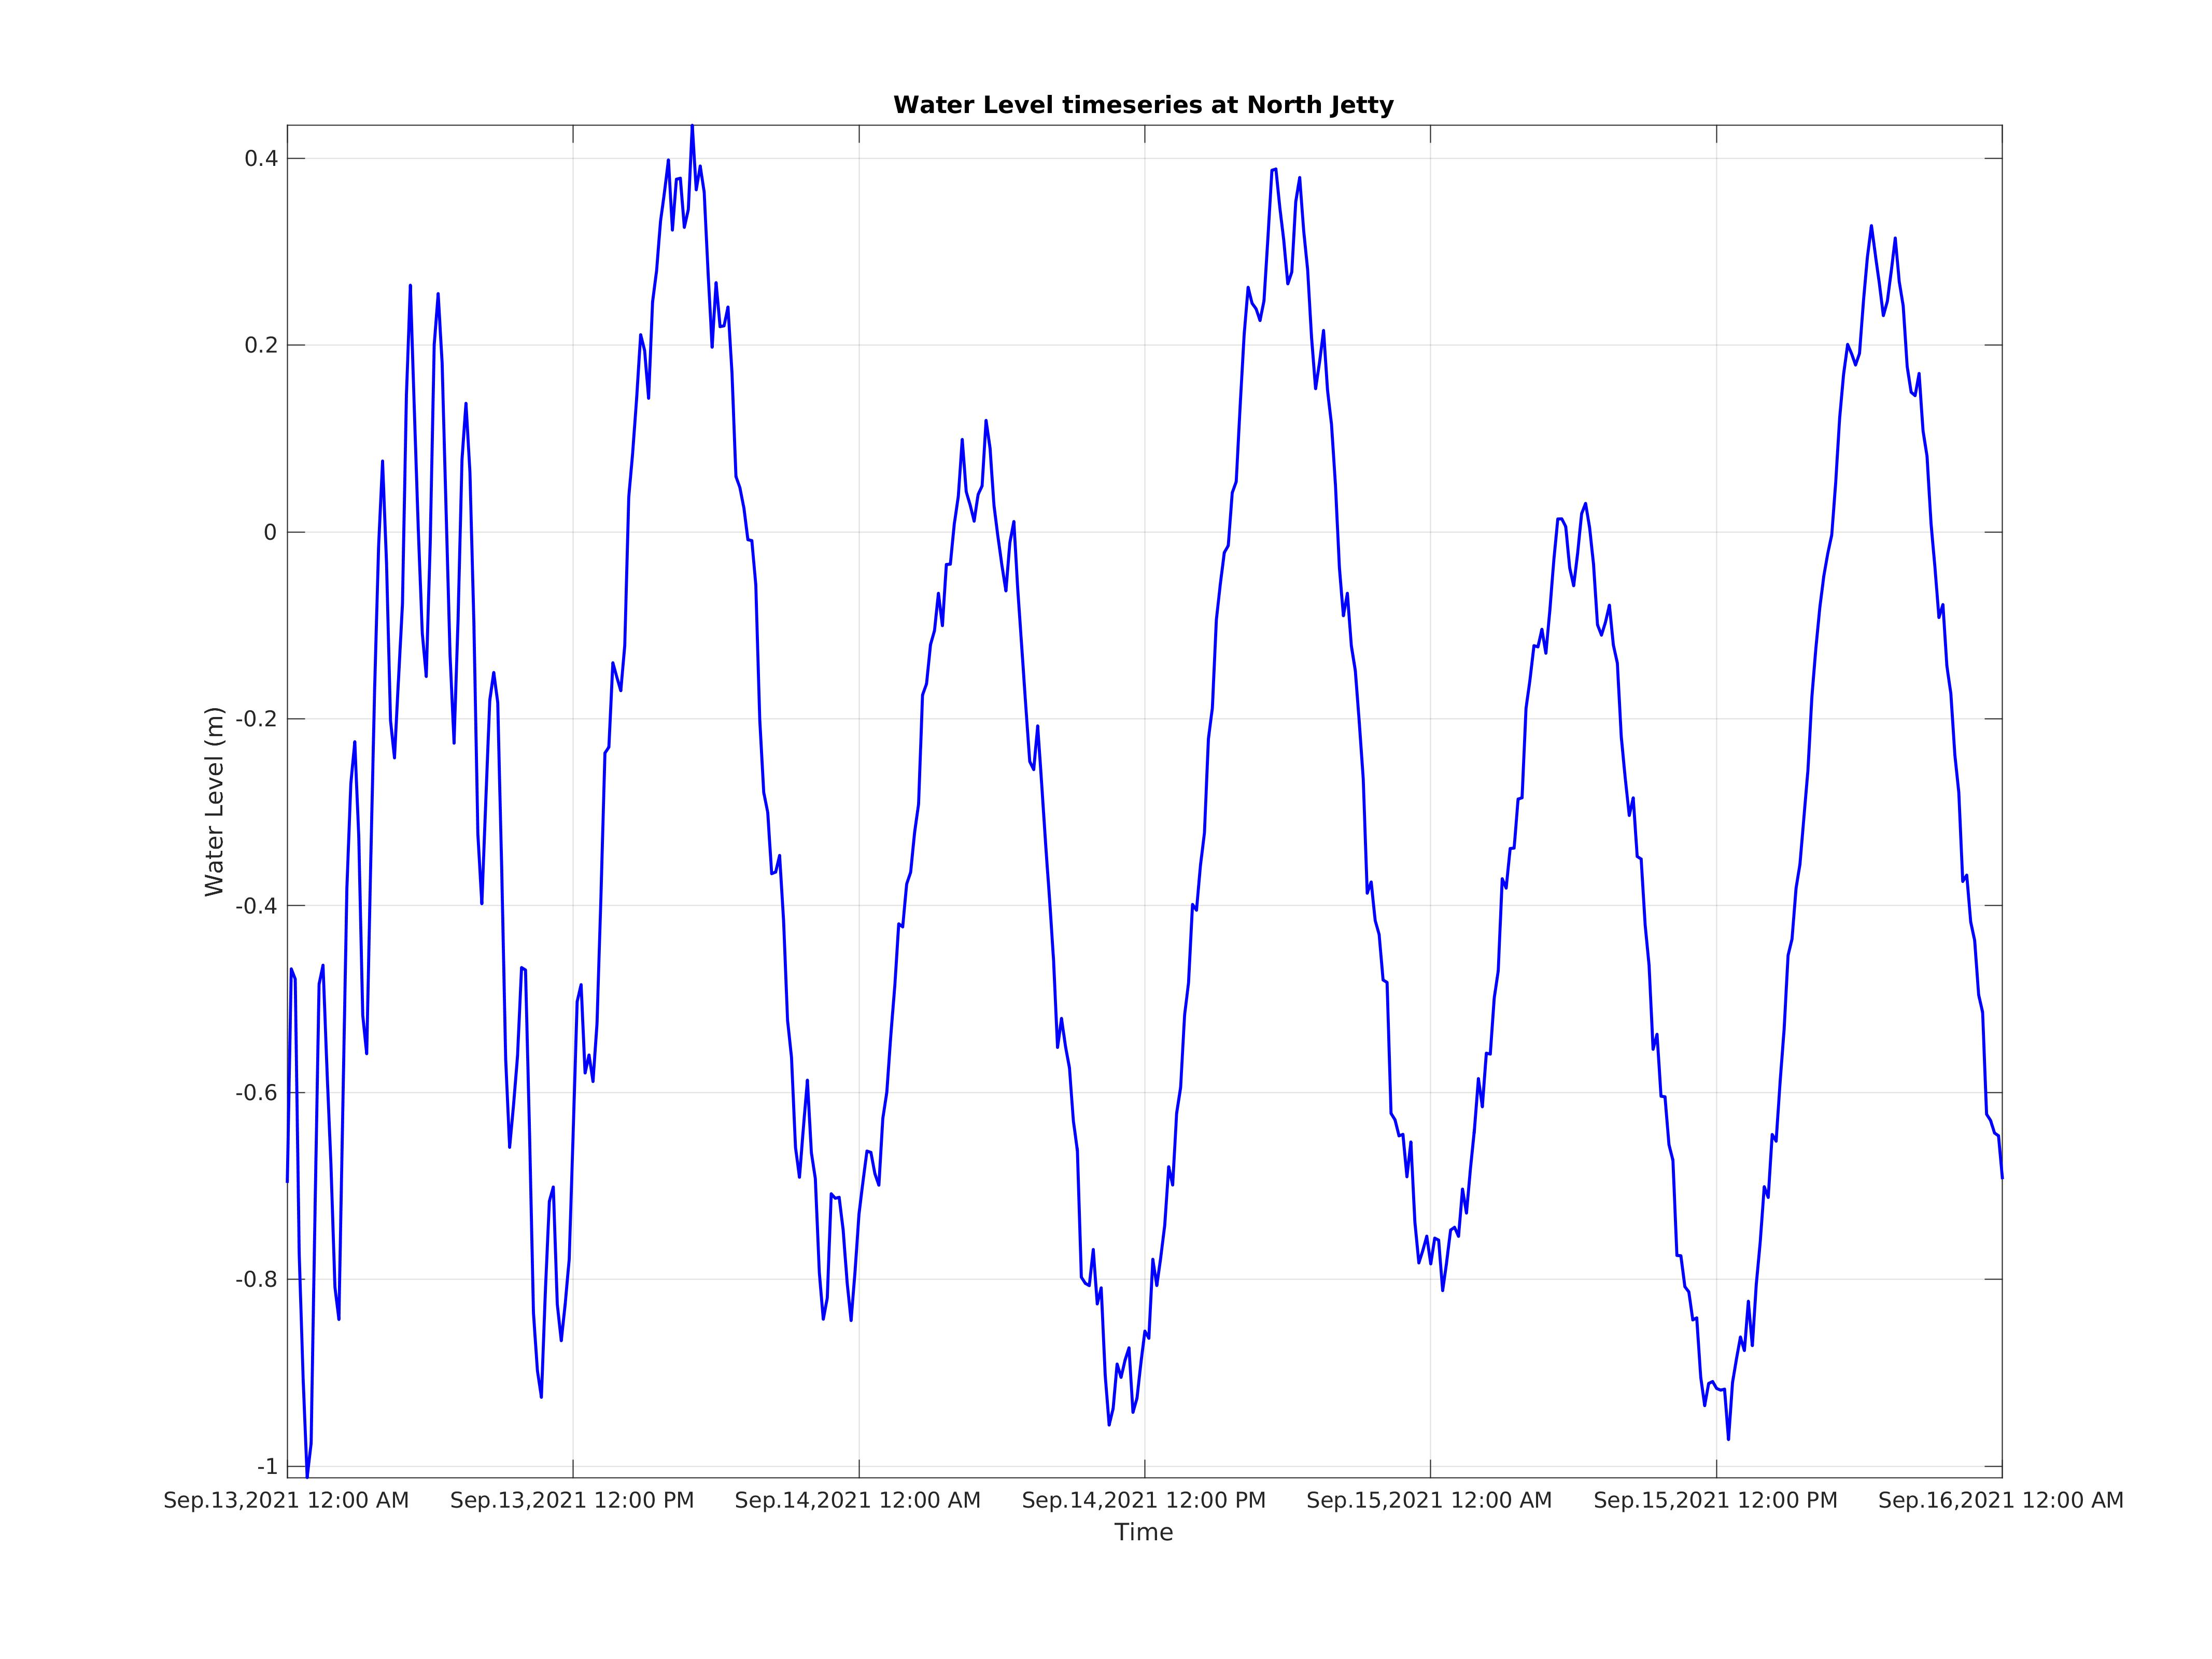 Water Level timeseries at North Jetty
0.4
0.2
0
-0.2
-0.4
-0.6
-0.8
-1
Water Level (m)
Sep.13,2021 12:00 AM
Sep.13,2021 12:00 PM
Sep.14,2021 12:00 AM
Sep.14,2021 12:00 PM
Sep.15,2021 12:00 AM
Sep.15,2021 12:00 PM
Sep.16,2021 12:00 AM
Time